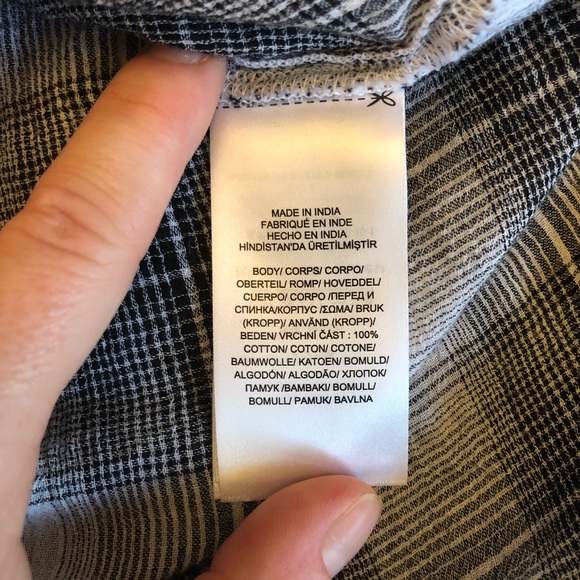 MADE IN INDIA
FABRIQUÉ EN INDE
HECHO EN INDIA
HİNDİSTAN'DA ÜRETİLMİŞTİR
BODY/ CORPS/ CORPO/
OBERTEIL/ ROMP/ HOVEDDEL/
CUERPO/ CORPO /ПЕРЕД И
СПИНКА/КОРПУС /ΣΩΜΑ/ BRUK
(KROPP)/ ANVÄND (KROPP)/
BEDEN/ VRCHNÍ ČÁST : 100%
COTTON/ COTON/ COTONE/
BAUMWOLLE/ KATOEN/ BOMULD/
ALGODÓN/ ALGODÃO/ ХЛОПОК/
ПАМУК /ΒΑΜΒΑΚΙ/ BOMULL/
BOMULL/ PAMUK/ BAVLNA